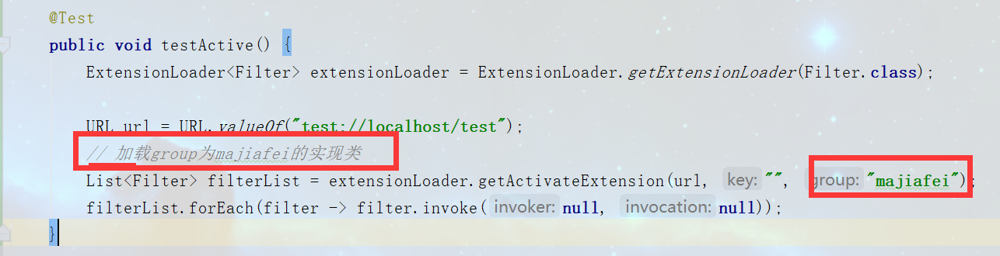 @Test
public void testActive() {
ExtensionLoader<Filter> extensionLoader = ExtensionLoader.getExtensionLoader(Filter.class);
URL url = URL.valueOf("test://localhost/test");
// 加载group为majiafei的实现类
List<Filter> filterList = extensionLoader.getActivateExtension(url, key: "", group: "majiafei");
filterList.forEach(filter -> filter.invoke( invoker: null, invocation: null));
}